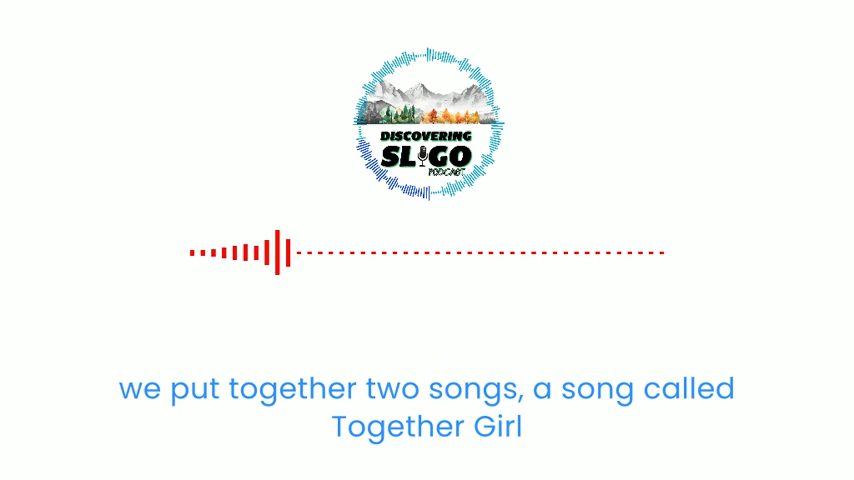 DISCOVERING
SLIGO
PODCAST
we put together two songs, a song called
Together Girl